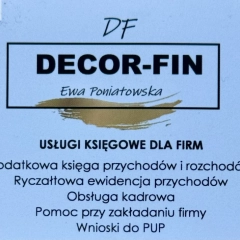 DF
DECOR-FIN
Ewa Poniatowska
USŁUGI KSIĘGOWE DLA FIRM
odatkowa księga przychodów i rozchodó
Ryczałtowa ewidencja przychodów
Obsługa kadrowa
Pomoc przy zakładaniu firmy
Wnioski do PUP